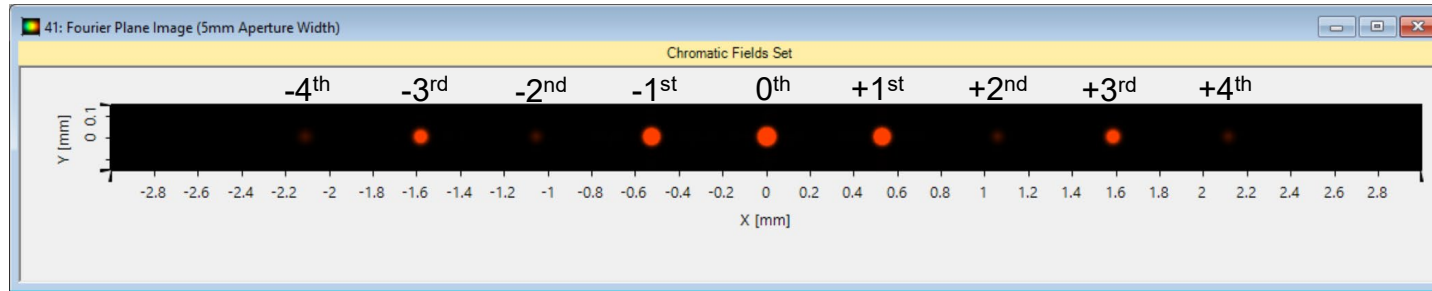 41: Fourier Plane Image (5mm Aperture Width)
Chromatic Fields Set
-4th -3rd -2nd -1st 0th +1st +2nd +3rd +4th
Y [mm]
0 0.1
-2.8 -2.6 -2.4 -2.2 -2 -1.8 -1.6 -1.4 -1.2 -1 -0.8 -0.6 -0.4 -0.2 0 0.2 0.4 0.6 0.8 1 1.2 1.4 1.6 1.8 2 2.2 2.4 2.6 2.8
X [mm]